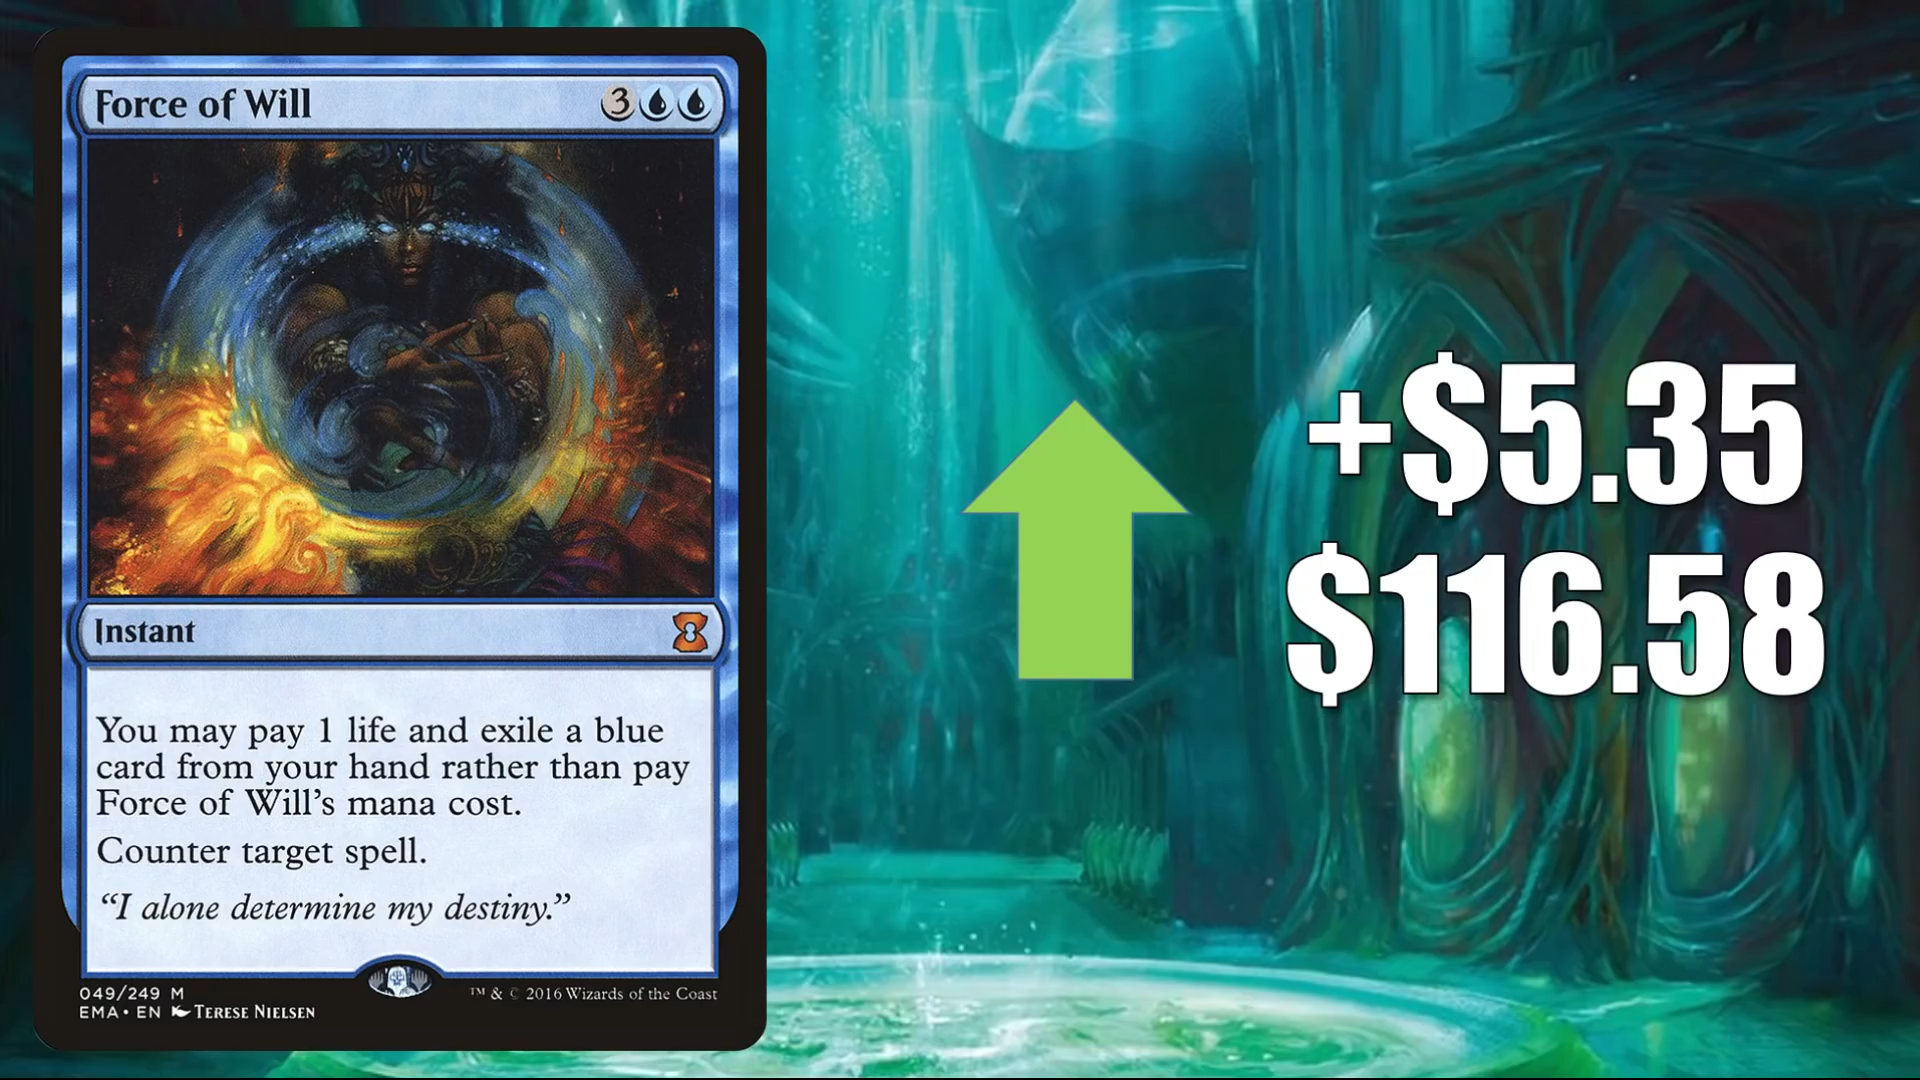 Force of Will 3
Instant
You may pay 1 life and exile a blue
card from your hand rather than pay
Force of Will's mana cost.
Counter target spell.
“I alone determine my destiny.”
049/249 M
EMA • EN TERESE NIELSEN
™ & © 2016 Wizards of the Coast
+$5.35
$116.58